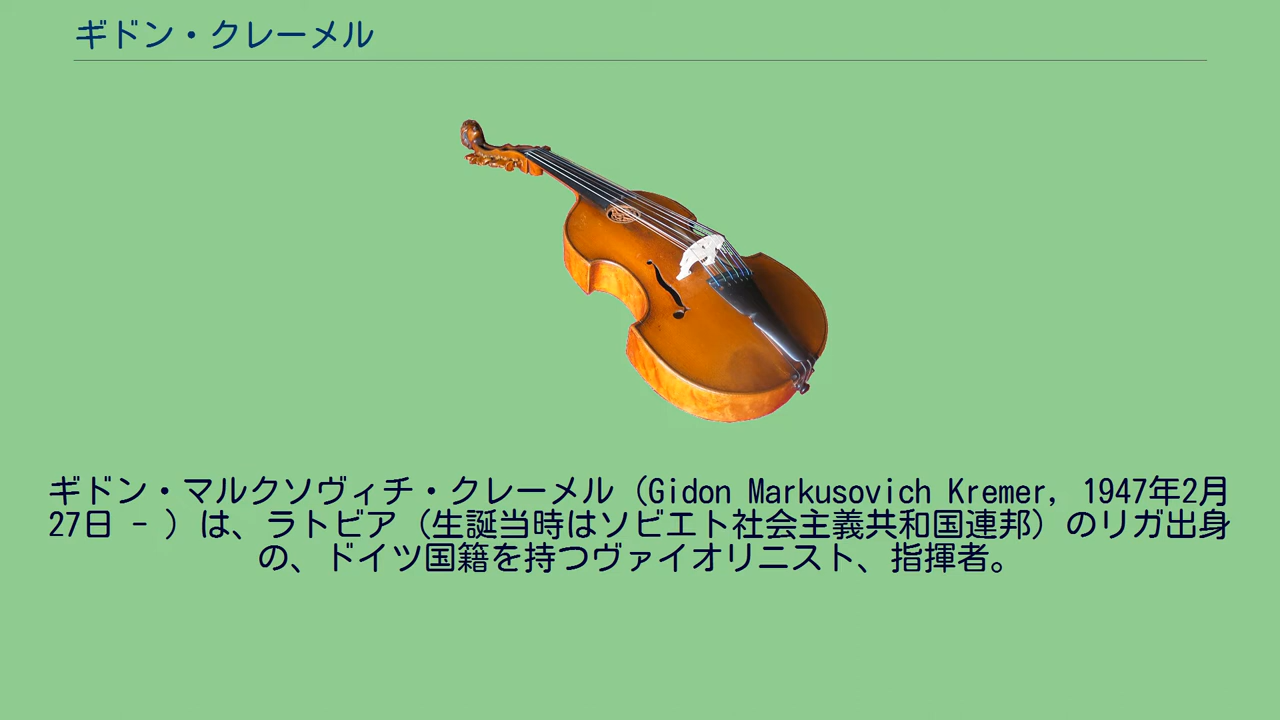 ギドン・クレーメル
ギドン・マルクソヴィチ・クレーメル（Gidon Markusovich Kremer, 1947年2月
27日 - ）は、ラトビア（生誕当時はソビエト社会主義共和国連邦）のリガ出身
の、ドイツ国籍を持つヴァイオリニスト、指揮者。